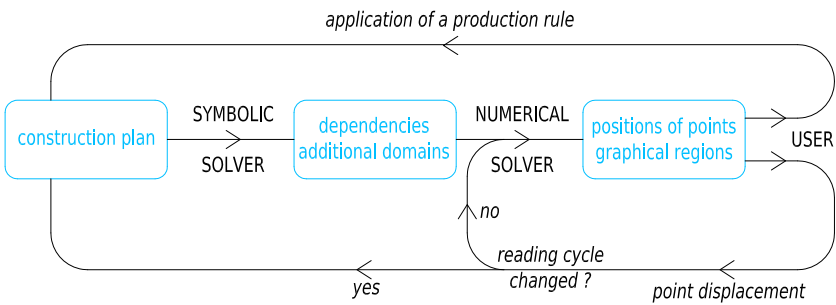 application of a production rule
construction plan
SYMBOLIC
SOLVER
dependencies
additional domains
NUMERICAL
SOLVER
positions of points
graphical regions
USER
no
reading cycle
changed ?
yes
point displacement